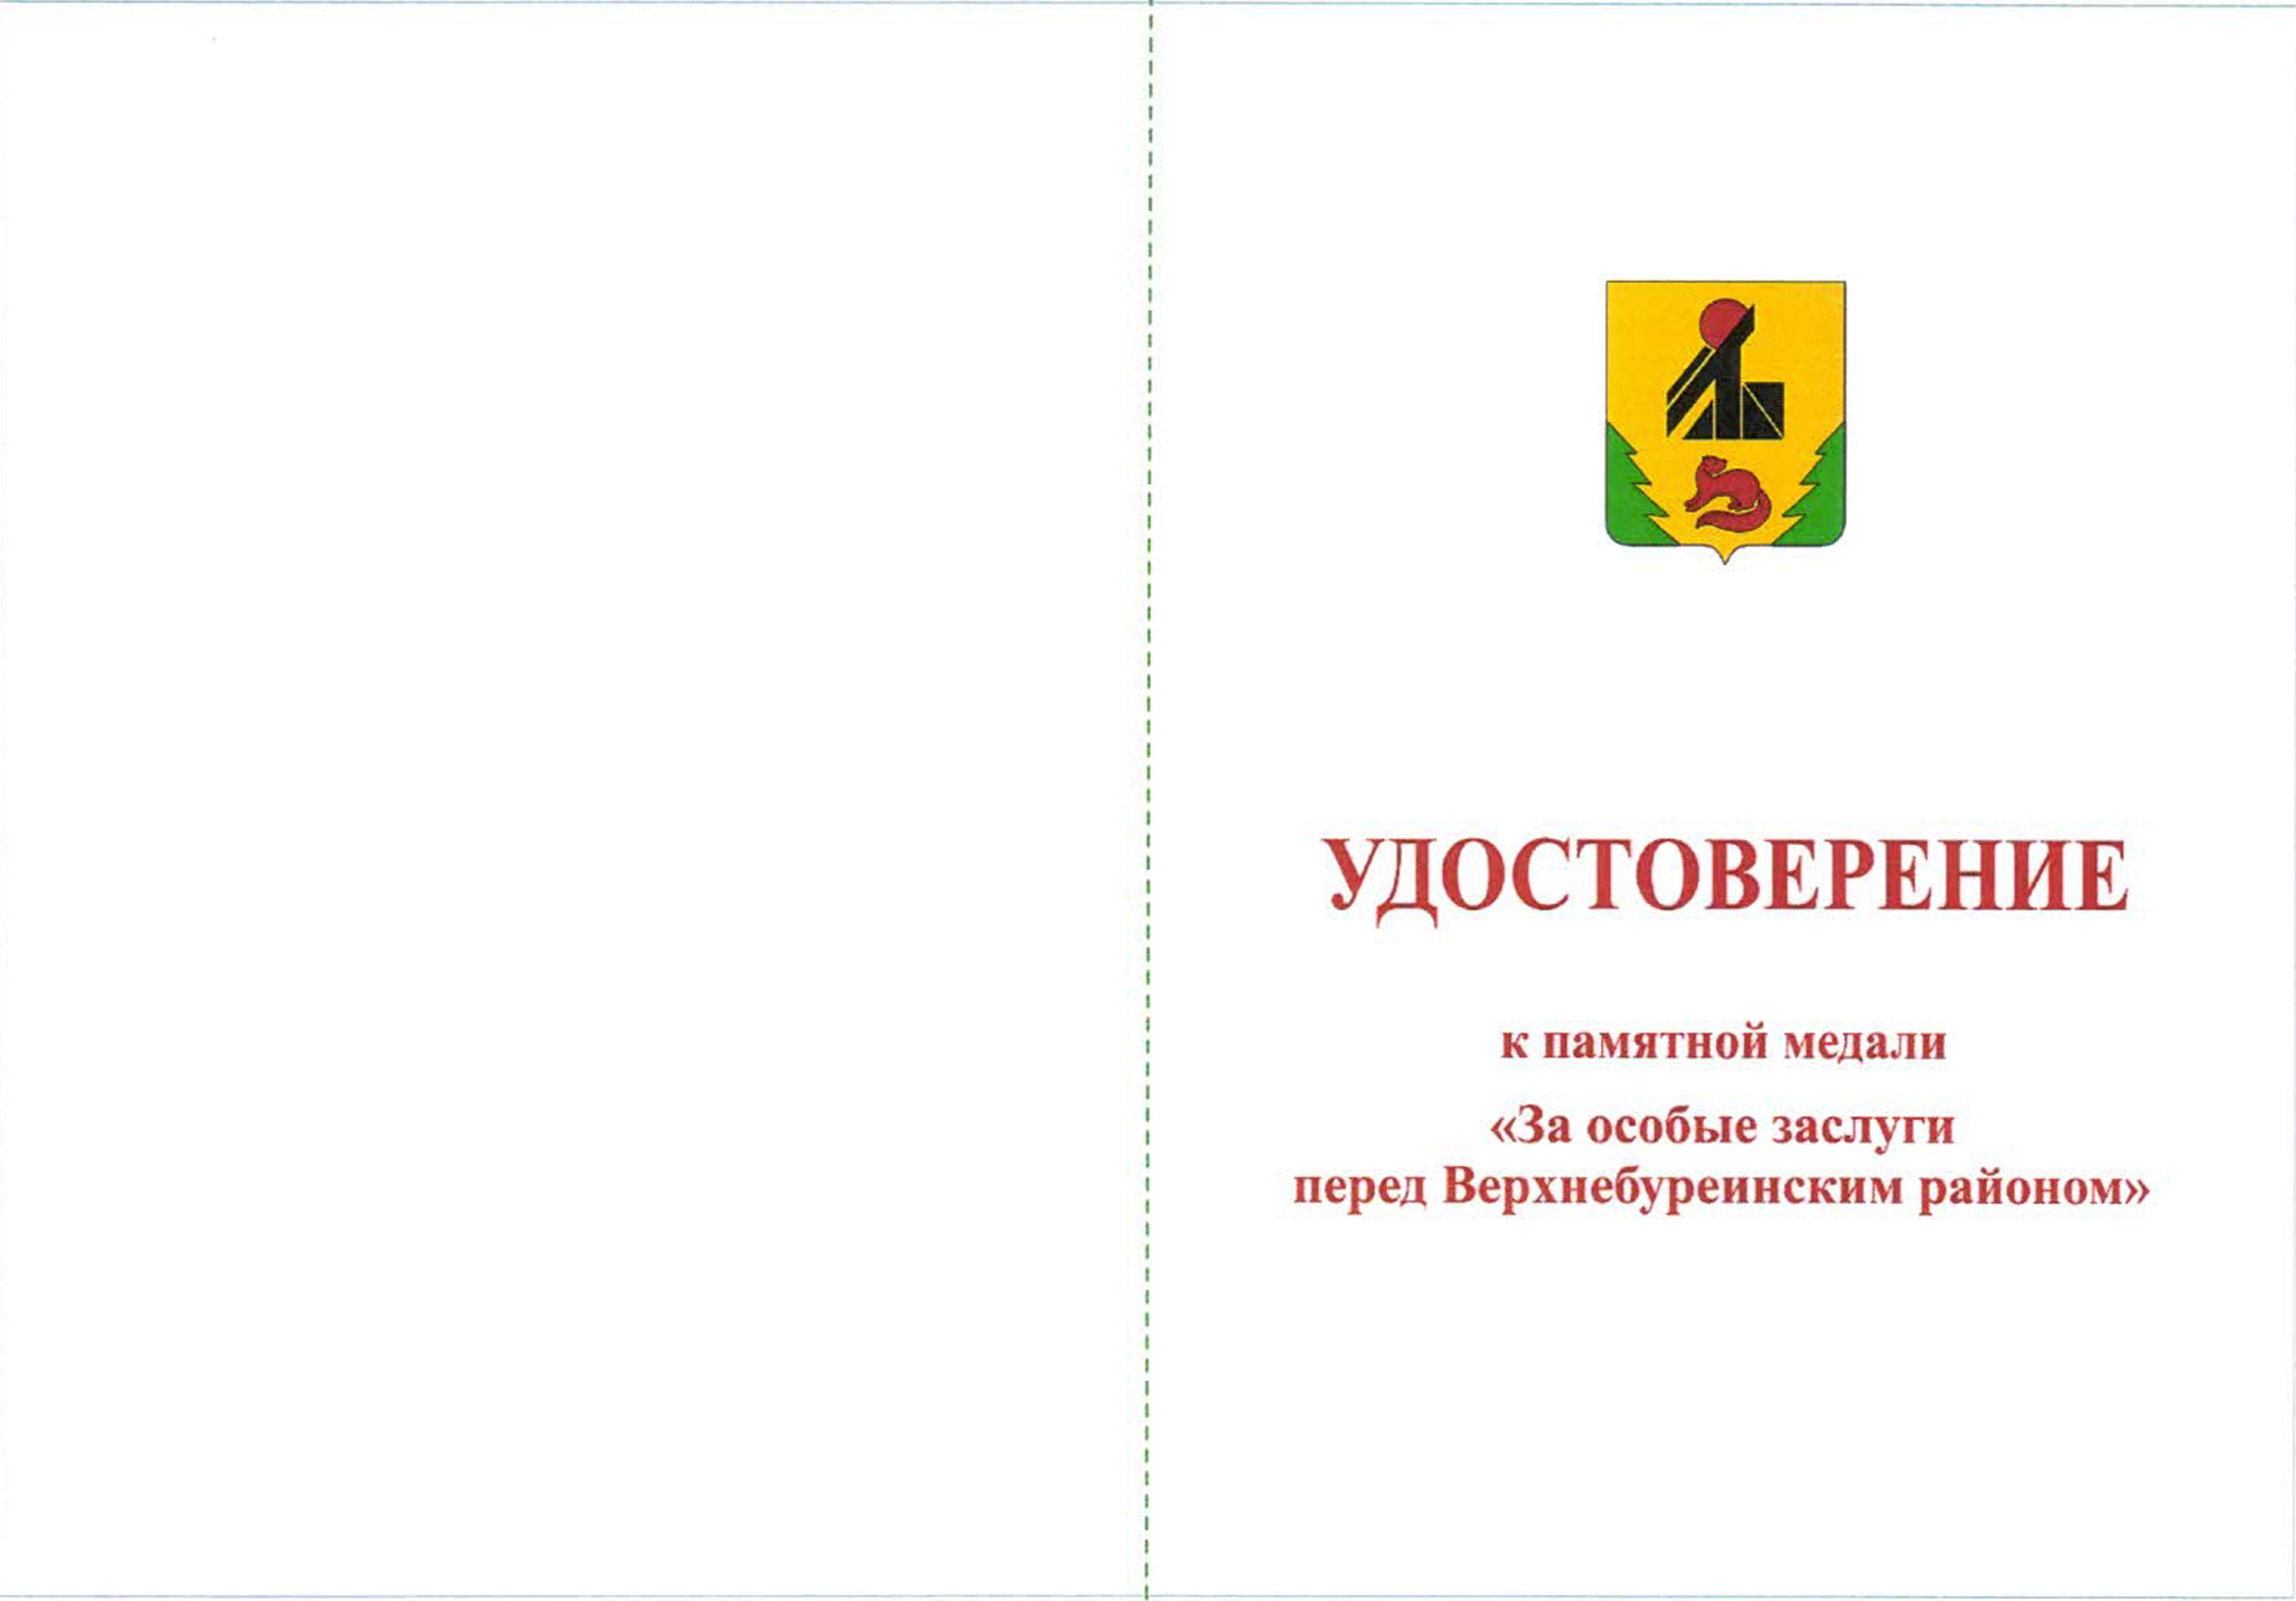 УДОСТОВЕРЕНИЕ
к памятной медали
«За особые заслуги
перед Верхнебуреинским районом»